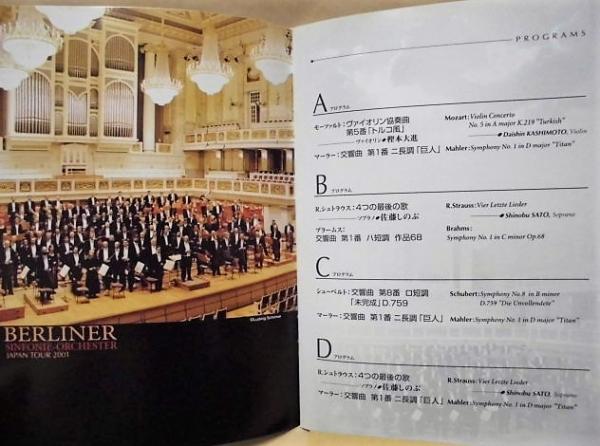 ©Ludwig Schirmer
BERLINER
SINFONIE-ORCHESTER
JAPAN TOUR 2001
PROGRAMS
A プログラム
モーツァルト:ヴァイオリン協奏曲
第5番「トルコ風」
ヴァイオリン 樫本大進
マーラー:交響曲 第1番 ニ長調「巨人」
Mozart:Violin Concerto
No. 5 in A major K.219 "Turkish"
Daishin KASHIMOTO, Violin
Mahler:Symphony No. 1 in D major "Titan"
B プログラム
R.シュトラウス:4つの最後の歌
ソプラノ 佐藤しのぶ
ブラームス:
交響曲 第1番 ハ短調 作品68
R.Strauss:Vier Letzte Lieder
Shinobu SATO, Soprano
Brahms:
Symphony No. 1 in C minor Op.68
C プログラム
シューベルト:交響曲 第8番 ロ短調
「未完成」D.759
マーラー:交響曲 第1番 ニ長調「巨人」
Schubert:Symphony No. 8 in B minor
D.759 "Die Unvollendete"
Mahler:Symphony No. 1 in D major "Titan"
D プログラム
R.シュトラウス:4つの最後の歌
ソプラノ 佐藤しのぶ
マーラー:交響曲 第1番 ニ長調「巨人」
R.Strauss:Vier Letzte Lieder
Shinobu SATO, Soprano
Mahler:Symphony No. 1 in D major "Titan"